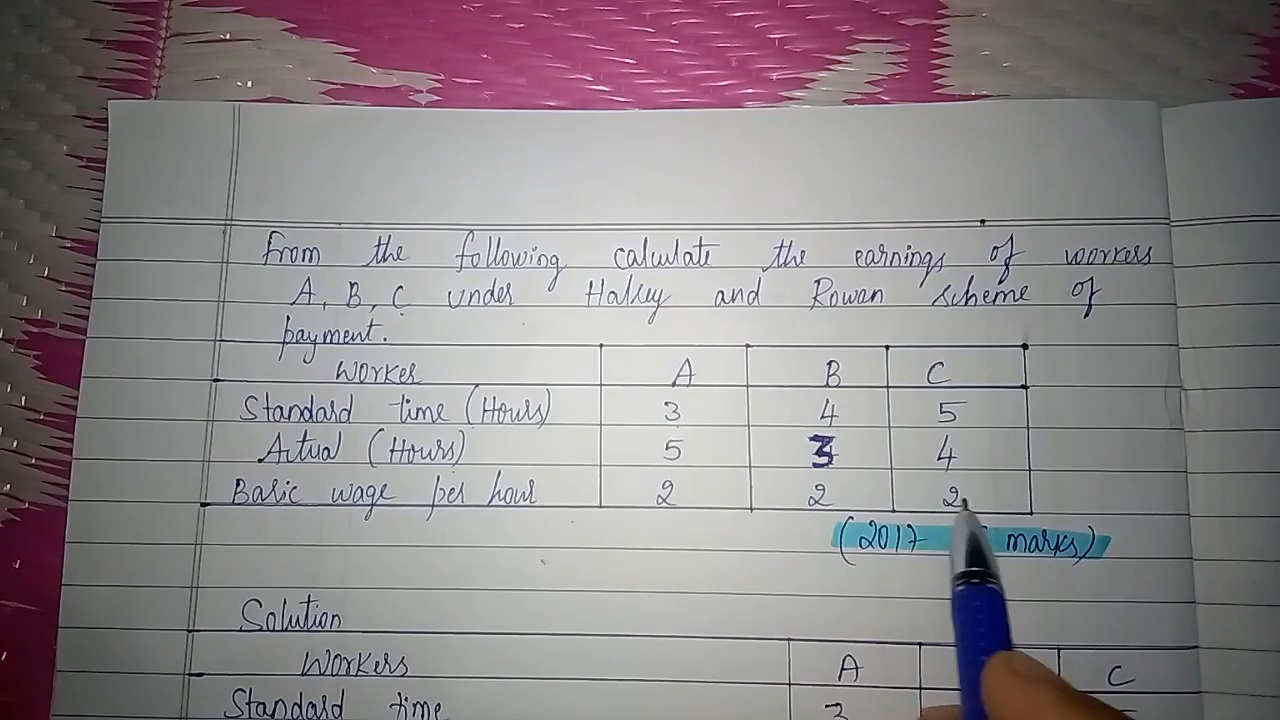 From the following calculate the earnings of workers
A, B, C under Halsey and Rowan scheme of
payment.
Worker A B C
Standard time (Hours) 3 4 5
Actual (Hours) 5 3 4
Basic wage per hour 2 2 2
(2017 marks)
Solution
Workers A C
Standard time 3